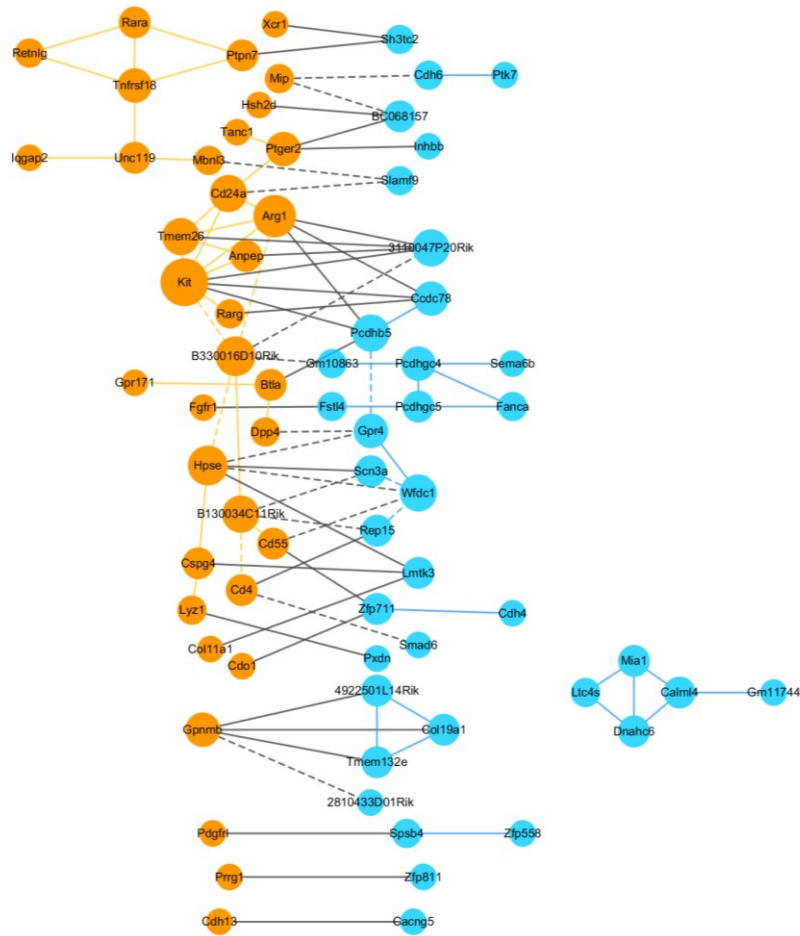 Rara
Xcr1
Sh3tc2
Retnlg
Ptpn7
Tnfrsf18
Mip
Cdh6
Ptk7
Hsh2d
BC068157
Tanc1
Ptger2
Inhbb
Iqgap2
Unc119
Mbnl3
Slamf9
Cd24a
Arg1
Tmem26
3110047P20Rik
Anpep
Kit
Ccdc78
Rarg
Pcdhb5
B330016D10Rik
Gm10863
Pcdhgc4
Sema6b
Gpr171
Btla
Fgfr1
Fstl4
Pcdhgc5
Fanca
Dpp4
Gpr4
Hpse
Scn3a
Wfdc1
B130034C11Rik
Rep15
Cd55
Cspg4
Lmtk3
Cd4
Lyz1
Zfp711
Cdh4
Col11a1
Smad6
Cdo1
Pxdn
Mia1
4922501L14Rik
Ltc4s
Calml4
Gm11744
Gpnmb
Col19a1
Dnahc6
Tmem132e
2810433D01Rik
Pdgfrl
Spsb4
Zfp558
Prrg1
Zfp811
Cdh13
Cacng5